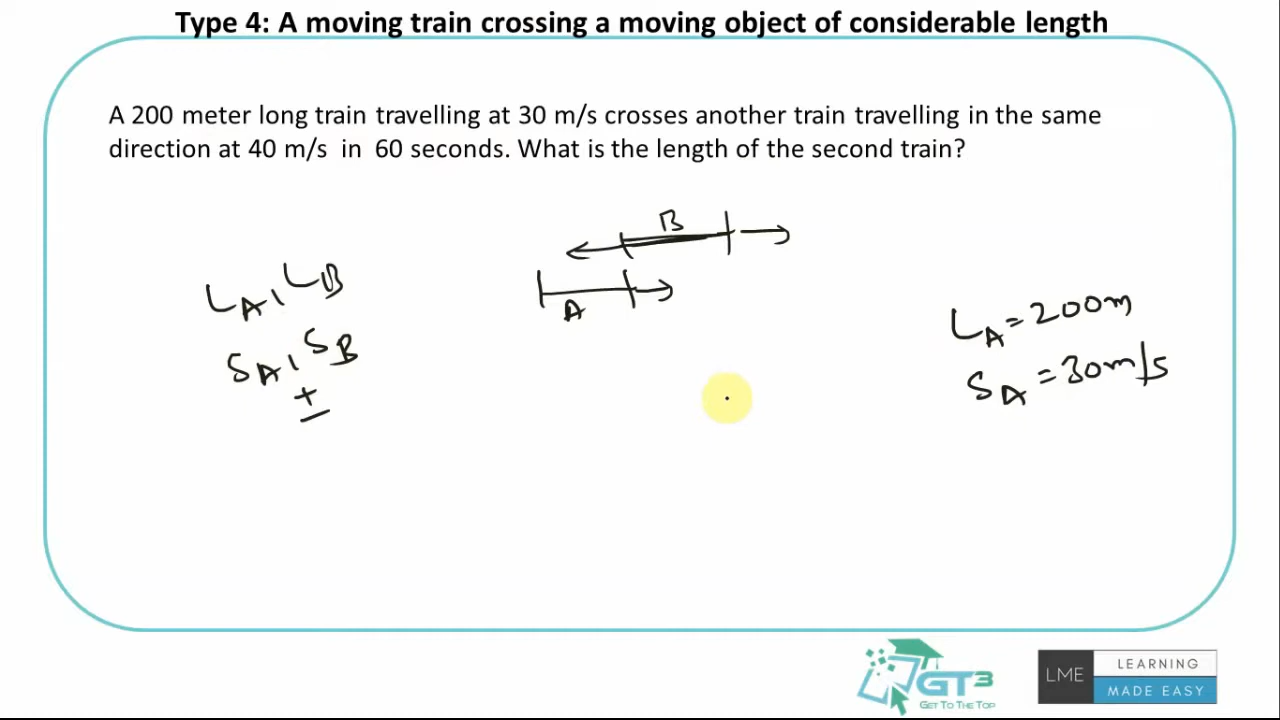 Type 4: A moving train crossing a moving object of considerable length
A 200 meter long train travelling at 30 m/s crosses another train travelling in the same
direction at 40 m/s in 60 seconds. What is the length of the second train?
B
A
LA, LB
SA, SB
±
LA = 200m
SA = 30m/s
GT3
GET TO THE TOP
LME
LEARNING
MADE EASY